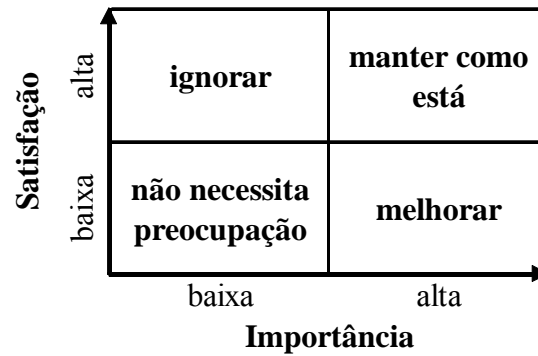 Satisfação
alta
baixa
ignorar
manter como
está
não necessita
preocupação
melhorar
baixa
alta
Importância